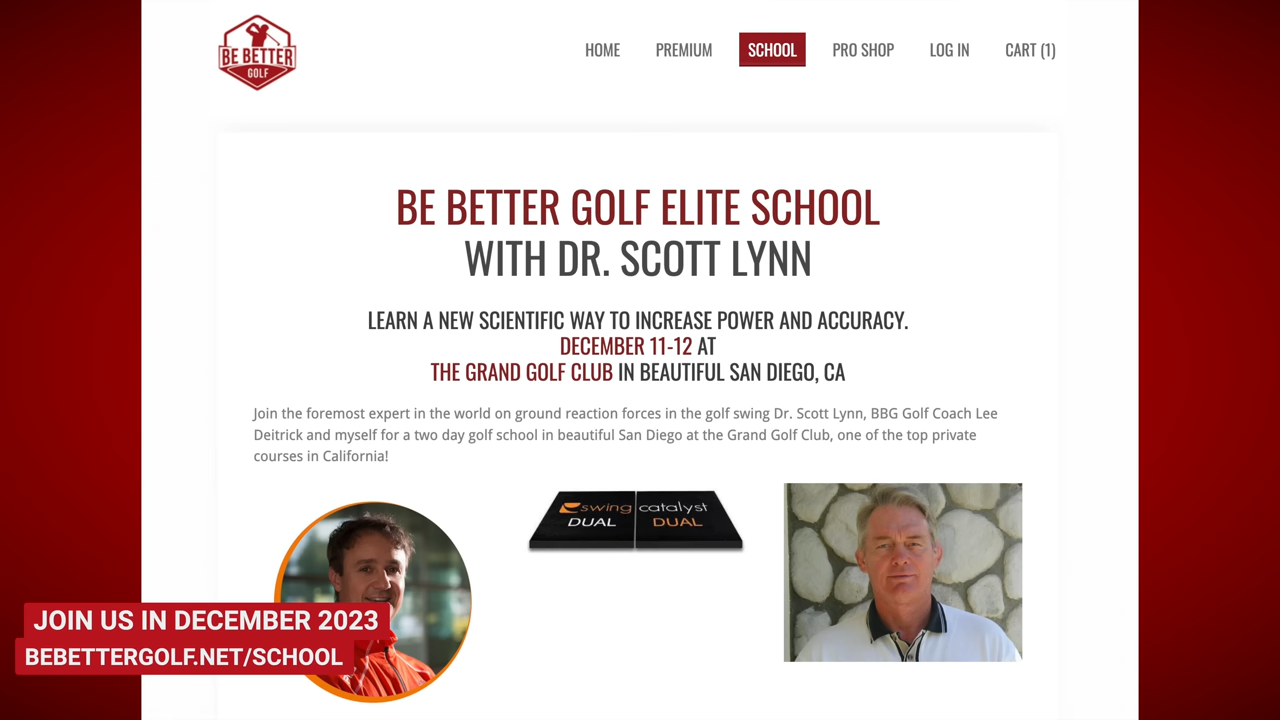 BE BETTER
GOLF
HOME PREMIUM SCHOOL PRO SHOP LOG IN CART (1)
BE BETTER GOLF ELITE SCHOOL
WITH DR. SCOTT LYNN
LEARN A NEW SCIENTIFIC WAY TO INCREASE POWER AND ACCURACY.
DECEMBER 11-12 AT
THE GRAND GOLF CLUB IN BEAUTIFUL SAN DIEGO, CA
Join the foremost expert in the world on ground reaction forces in the golf swing Dr. Scott Lynn, BBG Golf Coach Lee
Deitrick and myself for a two day golf school in beautiful San Diego at the Grand Golf Club, one of the top private
courses in California!
swing catalyst
DUAL DUAL
JOIN US IN DECEMBER 2023
BEBETTERGOLF.NET/SCHOOL